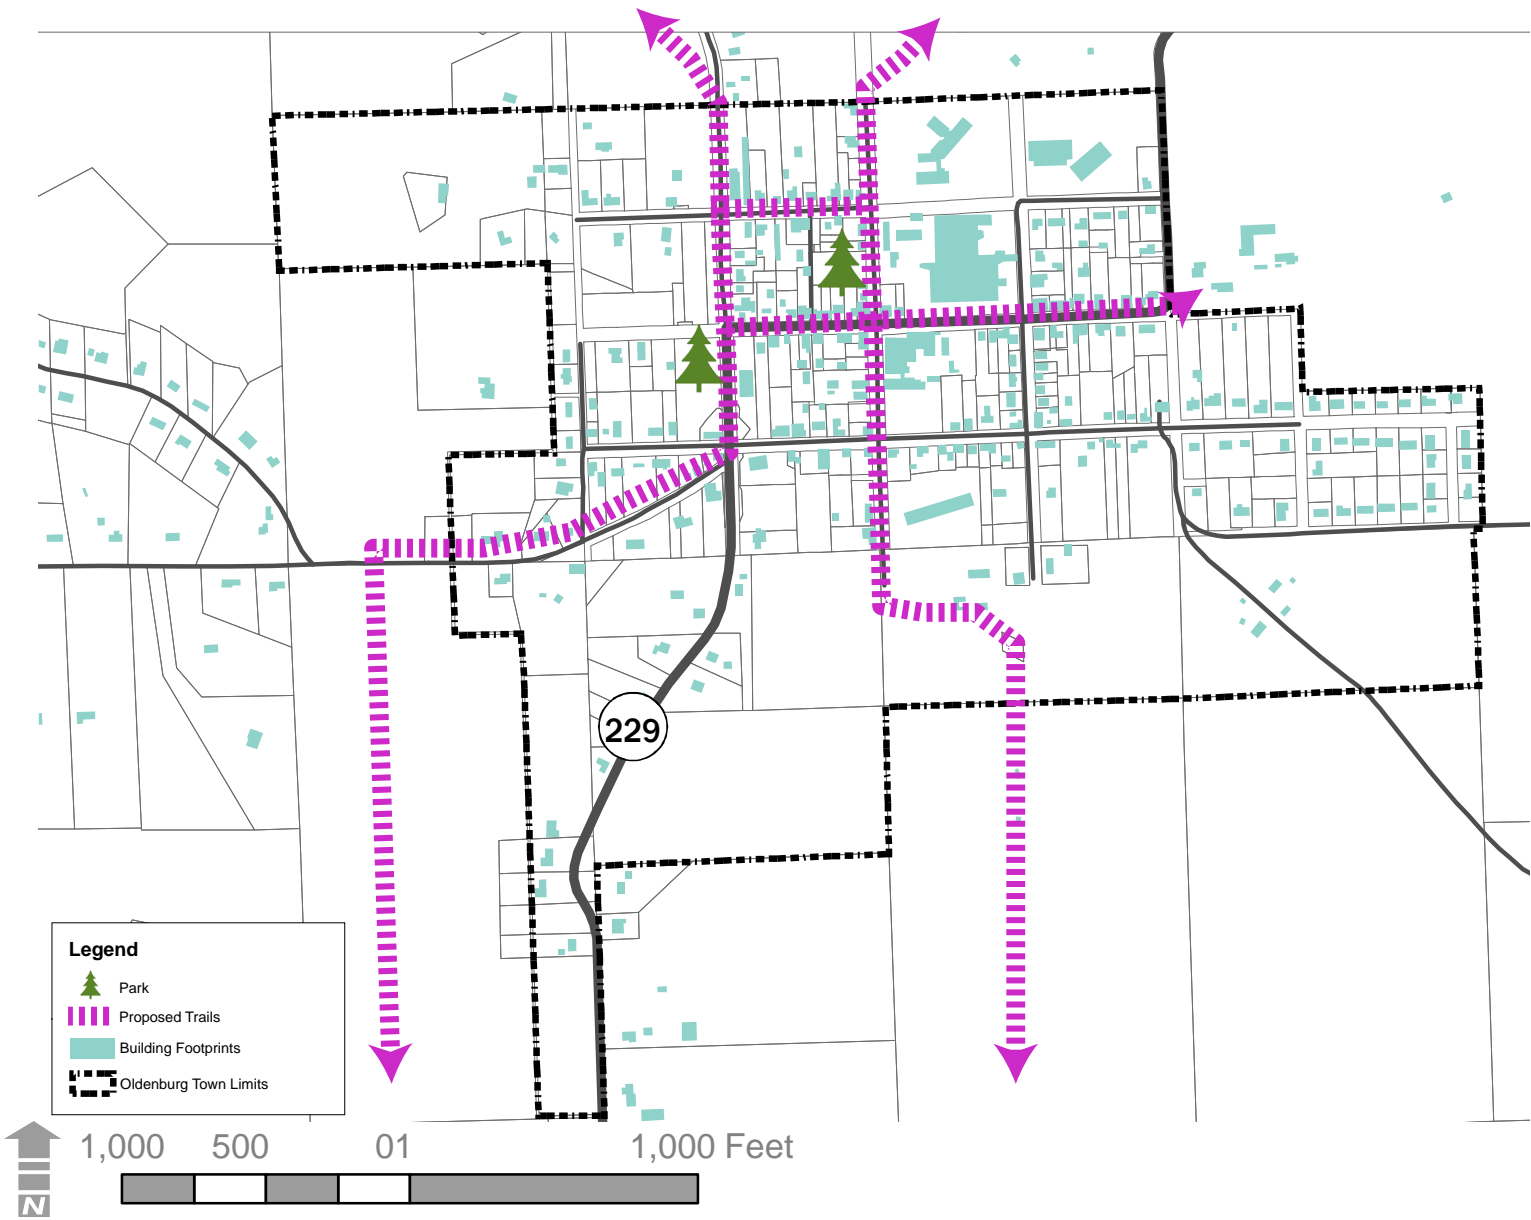 229
Legend
Park
Proposed Trails
Building Footprints
Oldenburg Town Limits
1,000 500 01 1,000 Feet
N